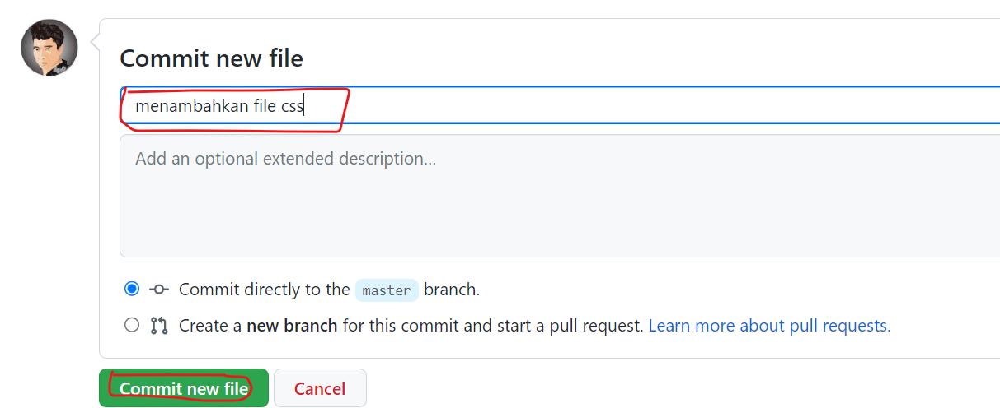 Commit new file
menambahkan file css
Add an optional extended description...
Commit directly to the master branch.
Create a new branch for this commit and start a pull request. Learn more about pull requests.
Commit new file Cancel